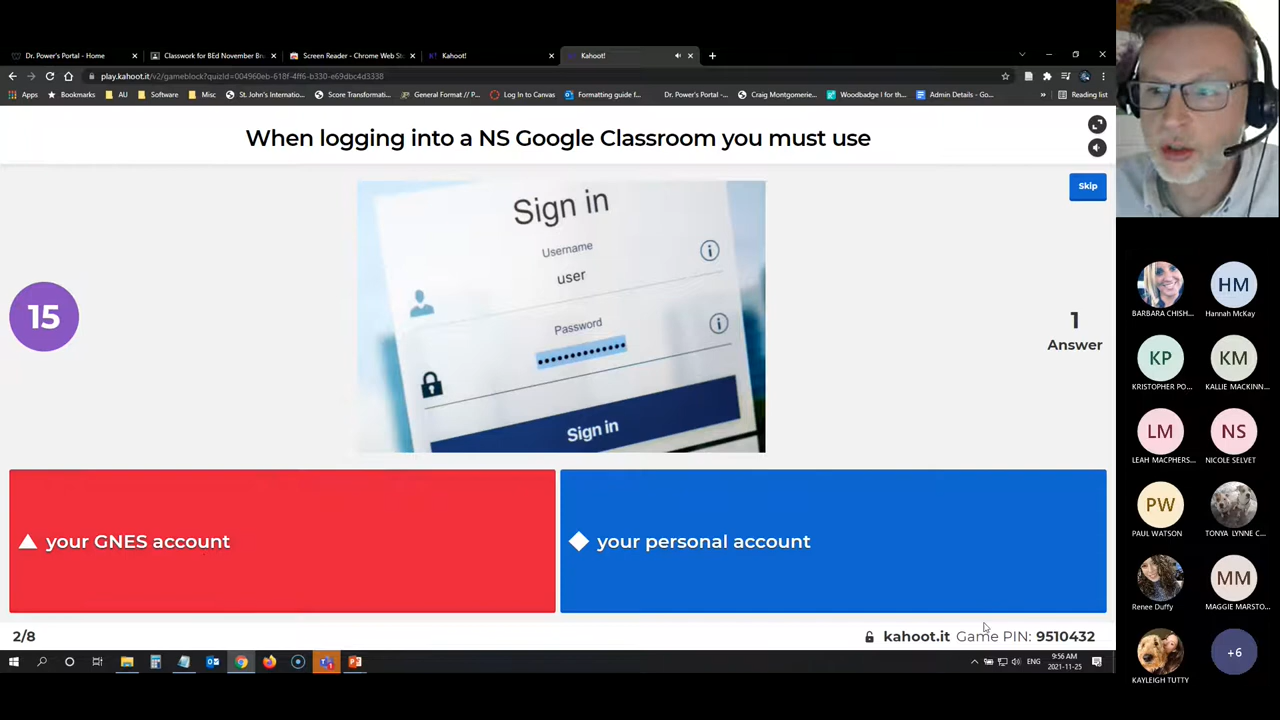 Dr. Power's Portal - Home
Classwork for BEd November Bru
Screen Reader - Chrome Web St
Kahoot!
Kahoot!
play.kahoot.it/v2/gameblock?quizId=004960eb-618f-4ff6-b330-e69dbc4d3338
Apps
Bookmarks
AU
Software
Misc
St. John's Internatio...
Score Transformati...
General Format // P...
Log In to Canvas
Formatting guide f...
Dr. Power's Portal -...
Craig Montgomerie...
Woodbadge I for th...
Admin Details - Go...
Reading list
When logging into a NS Google Classroom you must use
Skip
Sign in
Username
user
Password
Sign in
15
1
Answer
your GNES account
your personal account
2/8
kahoot.it Game PIN: 9510432
ENG
9:56 AM
2021-11-25
BARBARA CHISH...
HM
Hannah McKay
KP
KRISTOPHER PO...
KM
KALLIE MACKINN...
LM
LEAH MACPHERS...
NS
NICOLE SELVET
PW
PAUL WATSON
TONYA LYNNE C...
Renee Duffy
MM
MAGGIE MARSTO...
KAYLEIGH TUTTY
+6